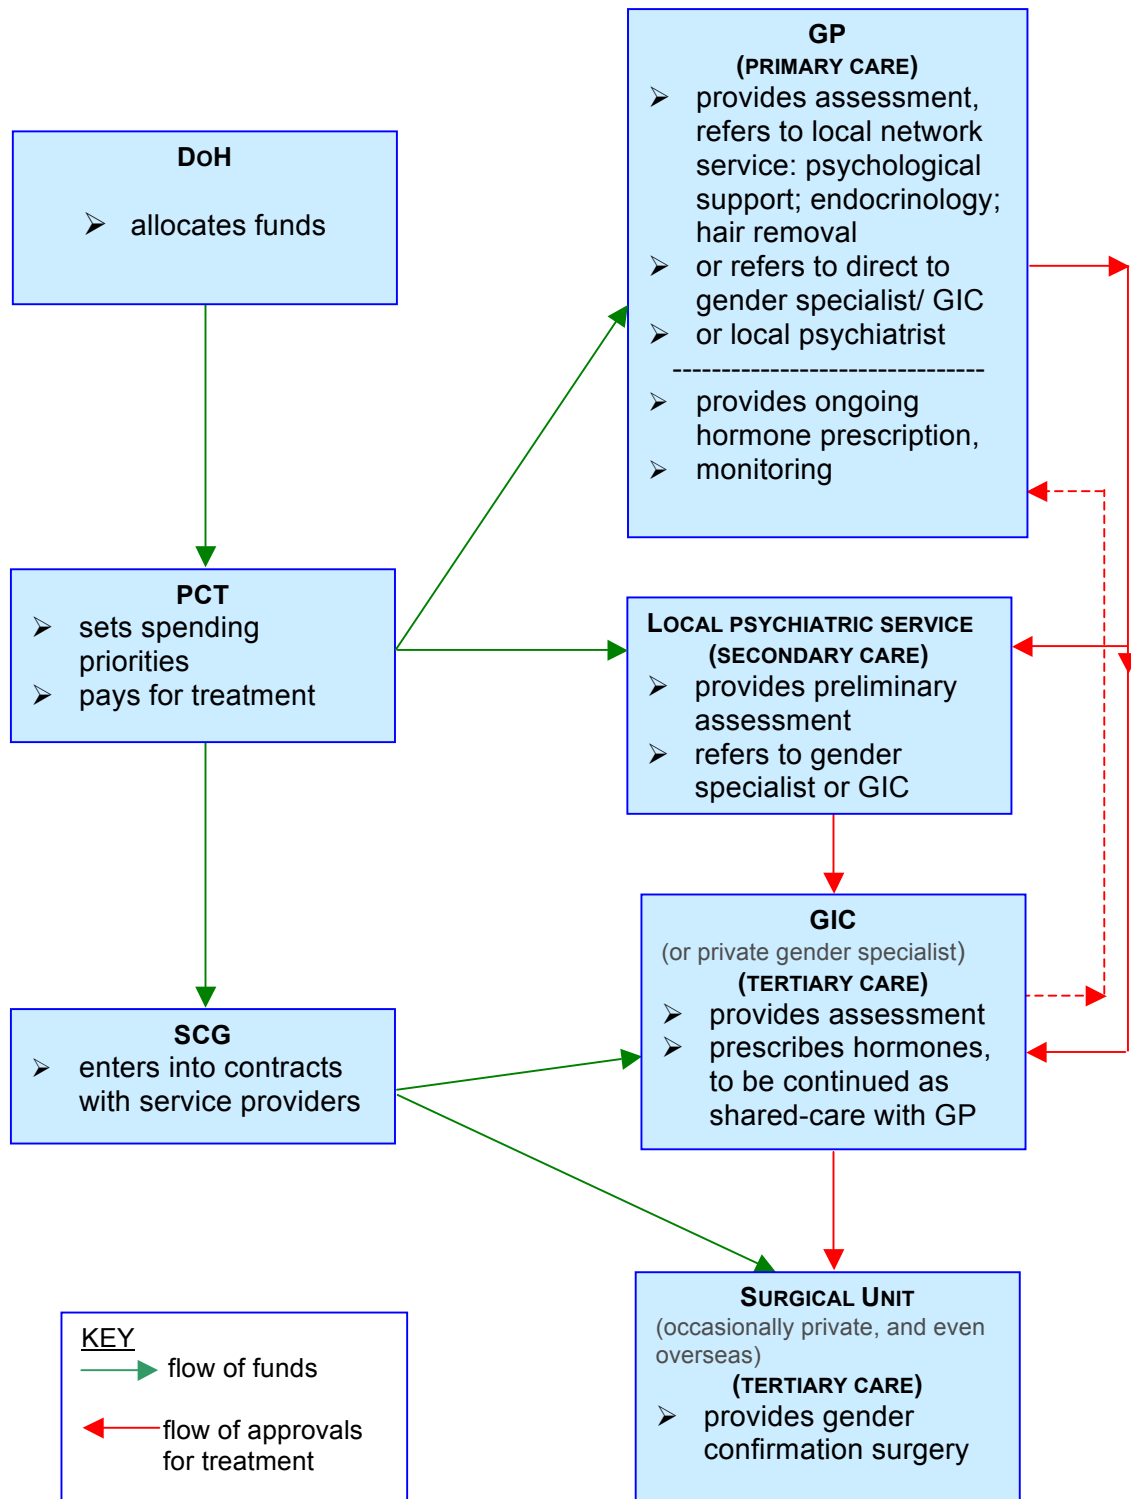 DOH
➢ allocates funds
PCT
➢ sets spending
priorities
➢ pays for treatment
SCG
➢ enters into contracts
with service providers
KEY
flow of funds
flow of approvals
for treatment
GP
(PRIMARY CARE)
➢ provides assessment,
refers to local network
service: psychological
support; endocrinology;
hair removal
➢ or refers to direct to
gender specialist/ GIC
➢ or local psychiatrist
--------------------------------
➢ provides ongoing
hormone prescription,
➢ monitoring
LOCAL PSYCHIATRIC SERVICE
(SECONDARY CARE)
➢ provides preliminary
assessment
➢ refers to gender
specialist or GIC
GIC
(or private gender specialist)
(TERTIARY CARE)
➢ provides assessment
➢ prescribes hormones,
to be continued as
shared-care with GP
SURGICAL UNIT
(occasionally private, and even
overseas)
(TERTIARY CARE)
➢ provides gender
confirmation surgery